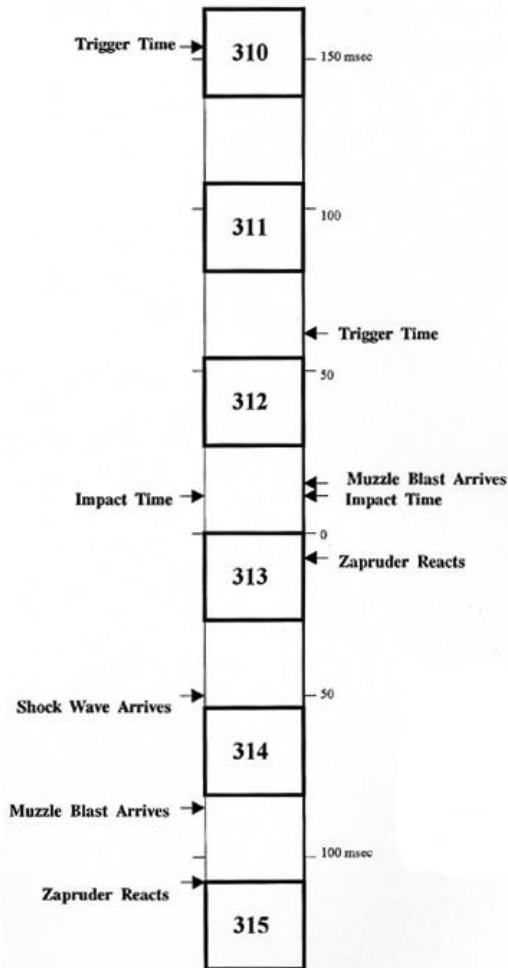 Trigger Time
310
150 msec
311
100
Trigger Time
50
312
Muzzle Blast Arrives
Impact Time
Impact Time
0
313
Zapruder Reacts
50
Shock Wave Arrives
314
Muzzle Blast Arrives
100 msec
Zapruder Reacts
315